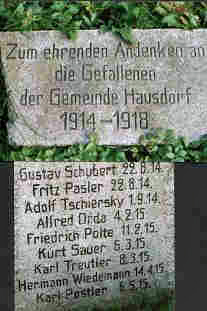 Zum ehrenden Andenken an
die Gefallenen
der Gemeinde Hausdorf
1914-1918
Gustav Schubert 22.8.14.
Fritz Pasler 22.8.14.
Adolf Tschiersky 1.9.14.
Alfred Orda 4.2.15.
Friedrich Polte 11.2.15.
Kurt Sauer 6.3.15.
Karl Treutler 8.3.15.
Hermann Wiedemann 14.4.15.
Karl Postler 5.15.